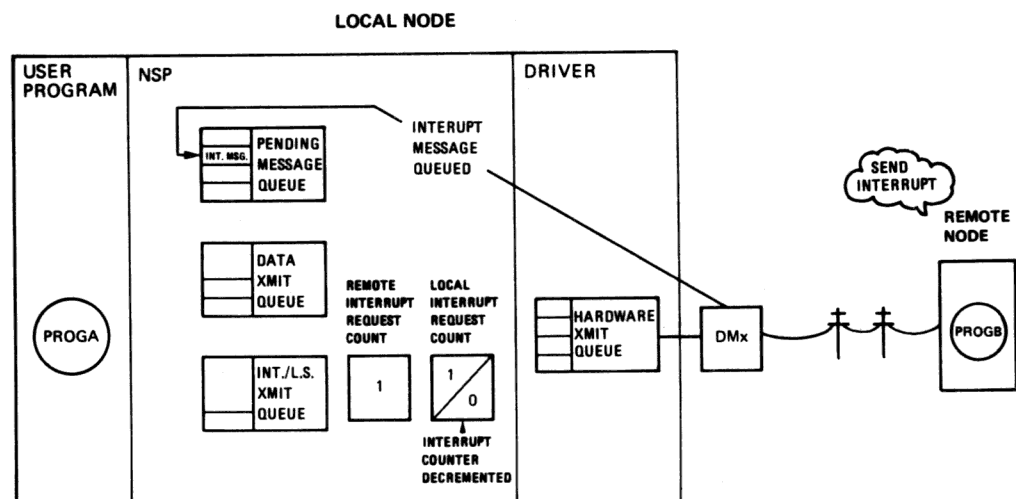 LOCAL NODE
USER
PROGRAM
NSP
DRIVER
INT. MSG.
PENDING
MESSAGE
QUEUE
INTERUPT
MESSAGE
QUEUED
SEND
INTERRUPT
REMOTE
NODE
DATA
XMIT
QUEUE
REMOTE
INTERRUPT
REQUEST
COUNT
LOCAL
INTERRUPT
REQUEST
COUNT
HARDWARE
XMIT
QUEUE
DMx
PROGA
PROGB
INT./L.S.
XMIT
QUEUE
1
1
0
INTERRUPT
COUNTER
DECREMENTED